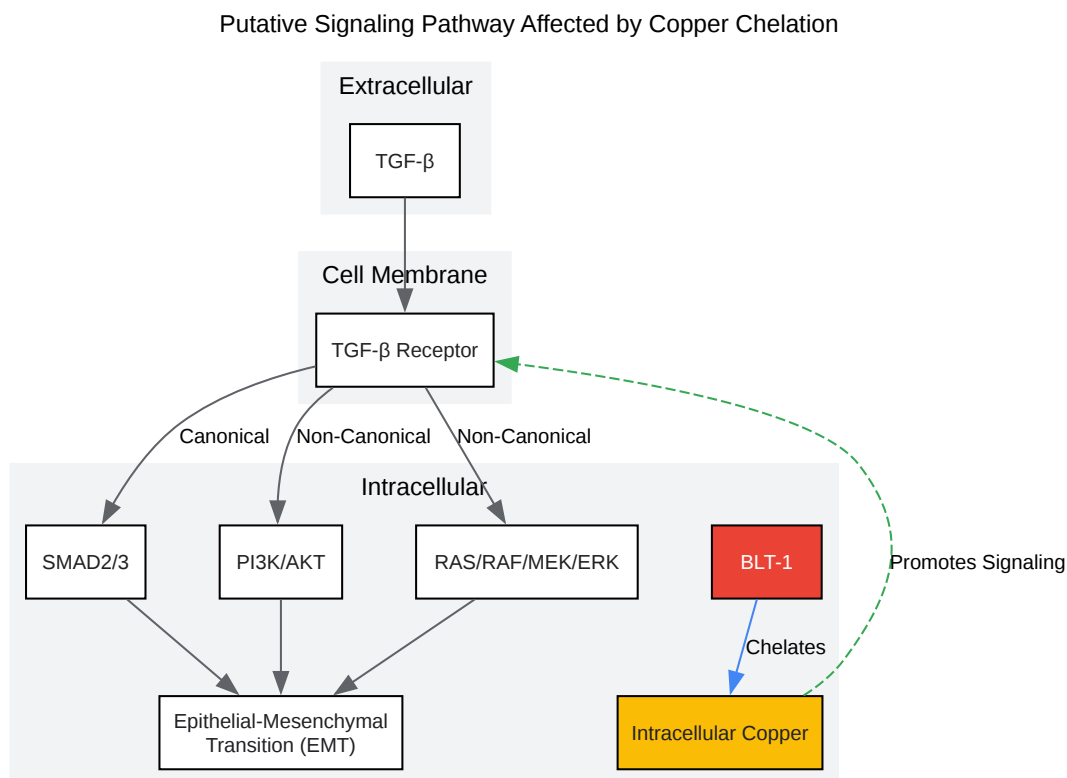 Putative Signaling Pathway Affected by Copper Chelation
Extracellular
TGF-β
Cell Membrane
TGF-β Receptor
Canonical
Non-Canonical
Non-Canonical
Intracellular
SMAD2/3
PI3K/AKT
RAS/RAF/MEK/ERK
BLT-1
Promotes Signaling
Chelates
Epithelial-Mesenchymal
Transition (EMT)
Intracellular Copper